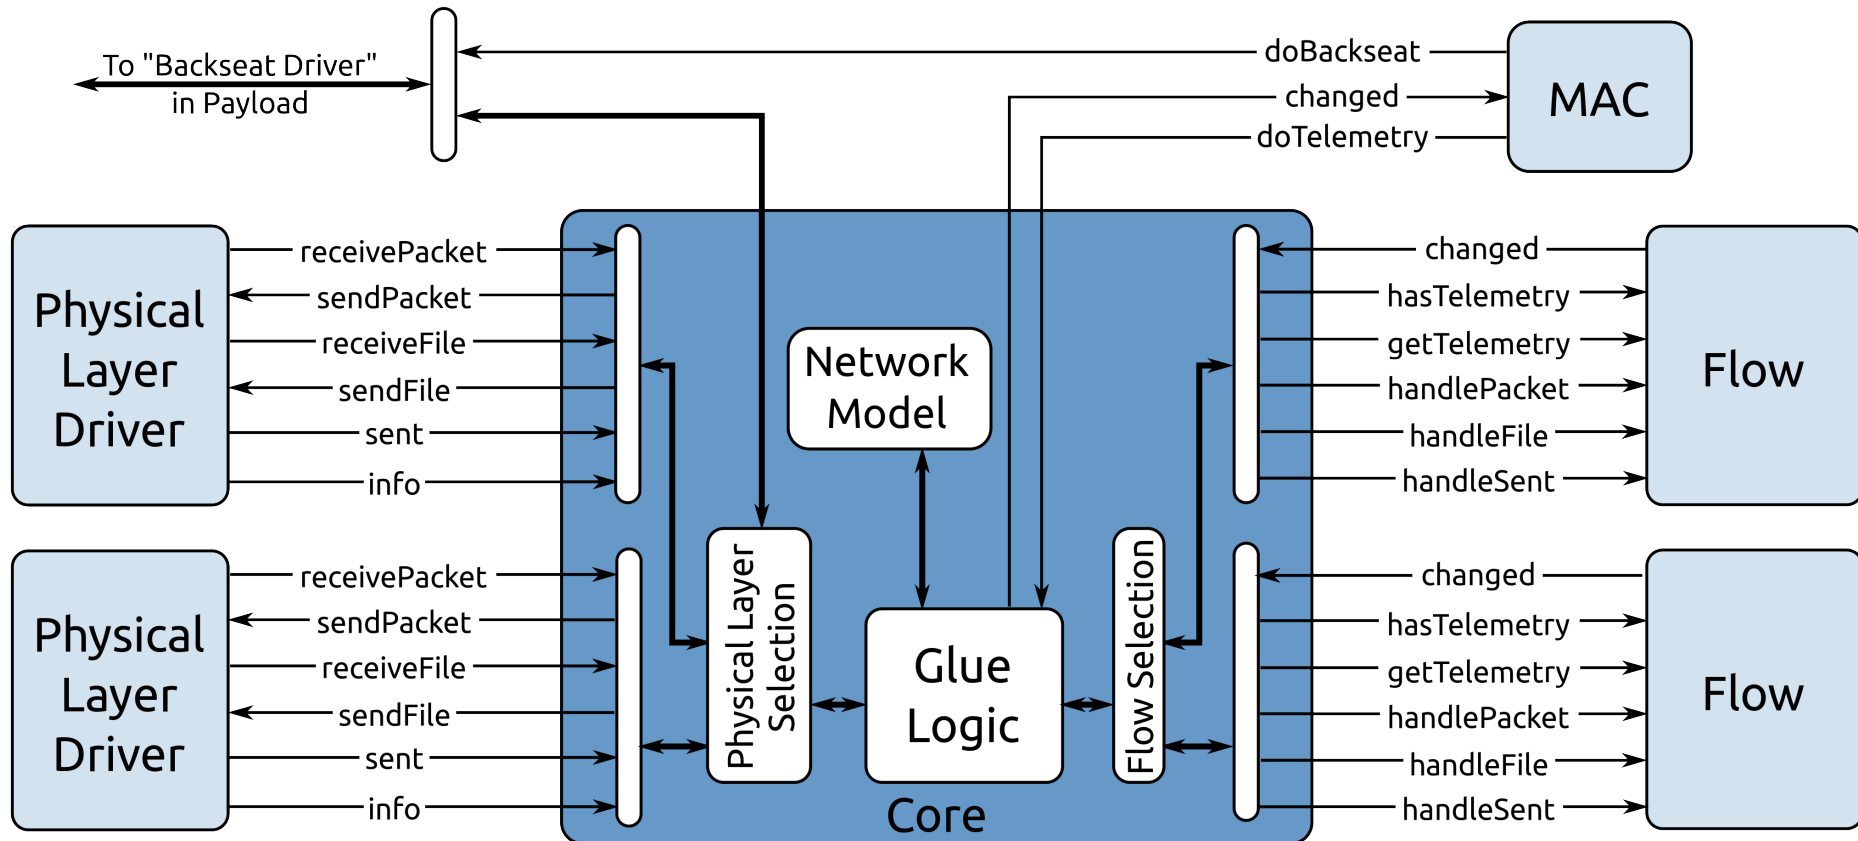 To "Backseat Driver"
in Payload
doBackseat
changed
doTelemetry
MAC
Physical
Layer
Driver
receivePacket
sendPacket
receiveFile
sendFile
sent
info
Network
Model
changed
hasTelemetry
getTelemetry
handlePacket
handleFile
handleSent
Flow
Physical
Layer
Driver
receivePacket
sendPacket
receiveFile
sendFile
sent
info
Physical Layer
Selection
Glue
Logic
Flow Selection
Core
changed
hasTelemetry
getTelemetry
handlePacket
handleFile
handleSent
Flow